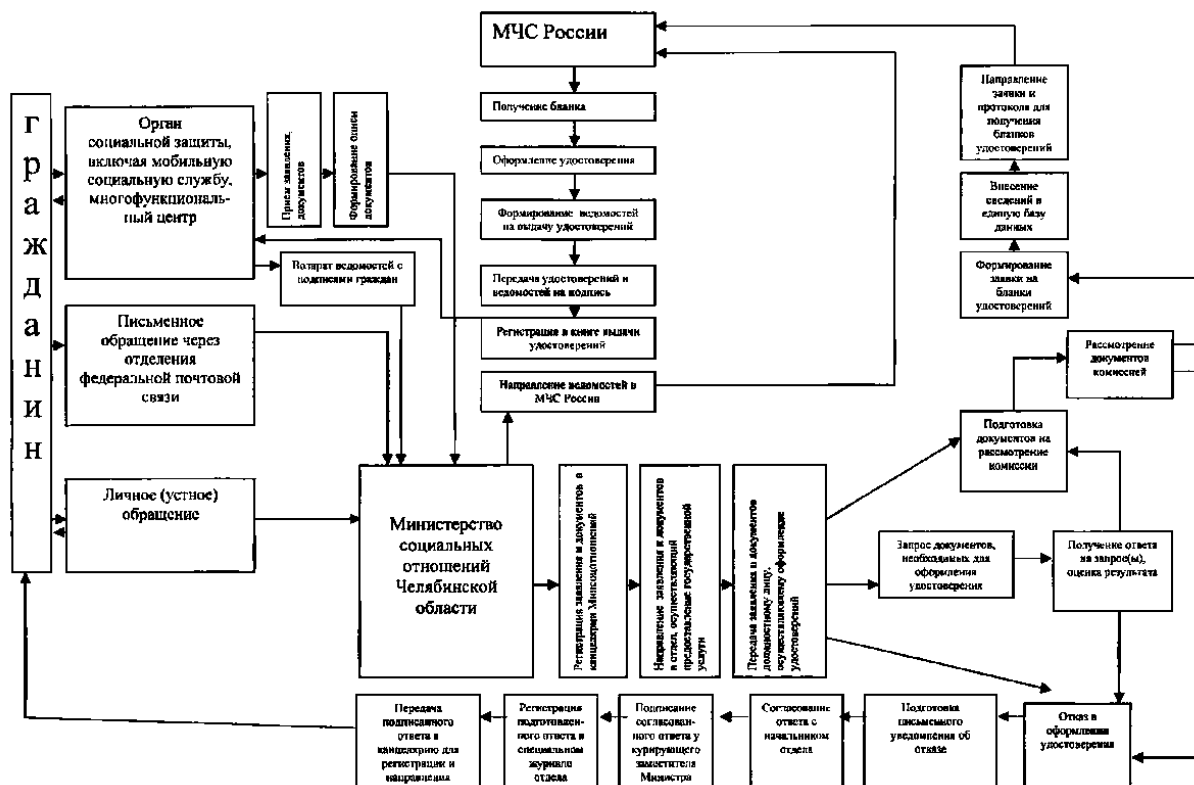 МЧС России
гражданин
Орган
социальной защиты,
включая мобильную
социальную службу,
многофункциональ-
ный центр
Прием заявления,
документов
Формирование описи
документов
Возврат ведомостей с
подписями граждан
Письменное
обращение через
отделения
федеральной почтовой
связи
Личное (устное)
обращение
Получение бланка
Оформление удостоверения
Формирование ведомостей
на выдачу удостоверений
Передача удостоверений и
ведомостей на подпись
Регистрация в книге выдачи
удостоверений
Направление ведомостей в
МЧС России
Направление
заявки и
протокола для
получения
бланков
удостоверений
Внесение
сведений в
единую базу
данных
Формирование
заявки на
бланки
удостоверений
Рассмотрение
документов
комиссией
Подготовка
документов на
рассмотрение
комиссии
Министерство
социальных
отношений
Челябинской
области
Регистрация заявления и документов в
канцелярии Минсоцотношений
Направление заявления и документов
в отдел, осуществляющий
предоставление государственной
услуги
Передача заявления и документов
должностному лицу,
осуществляющему оформление
удостоверений
Запрос документов,
необходимых для
оформления
удостоверения
Получение ответа
на запрос(ы),
оценка результата
Передача
подписанного
ответа в
канцелярию для
регистрации и
направления
Регистрация
подготовлен-
ного ответа в
специальном
журнале
отдела
Подписание
согласован-
ного ответа у
курирующего
заместителя
Министра
Согласование
ответа с
начальником
отдела
Подготовка
письменного
уведомления об
отказе
Отказ в
оформлении
удостоверения